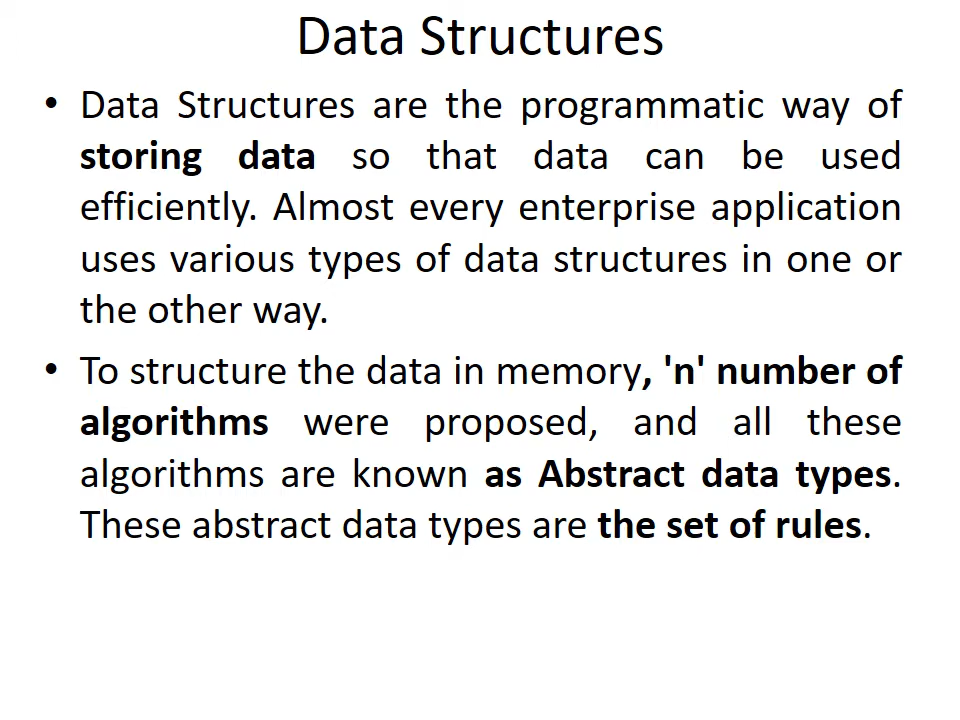 Data Structures
• Data Structures are the programmatic way of
storing data so that data can be used
efficiently. Almost every enterprise application
uses various types of data structures in one or
the other way.
• To structure the data in memory, 'n' number of
algorithms were proposed, and all these
algorithms are known as Abstract data types.
These abstract data types are the set of rules.